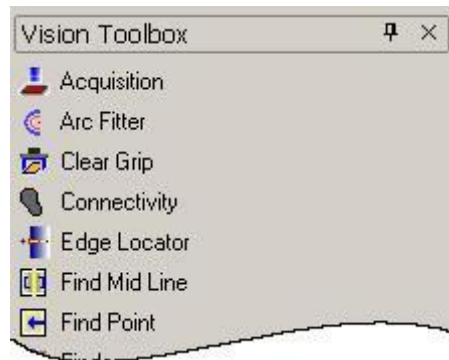 Vision Toolbox
Acquisition
Arc Fitter
Clear Grip
Connectivity
Edge Locator
Find Mid Line
Find Point